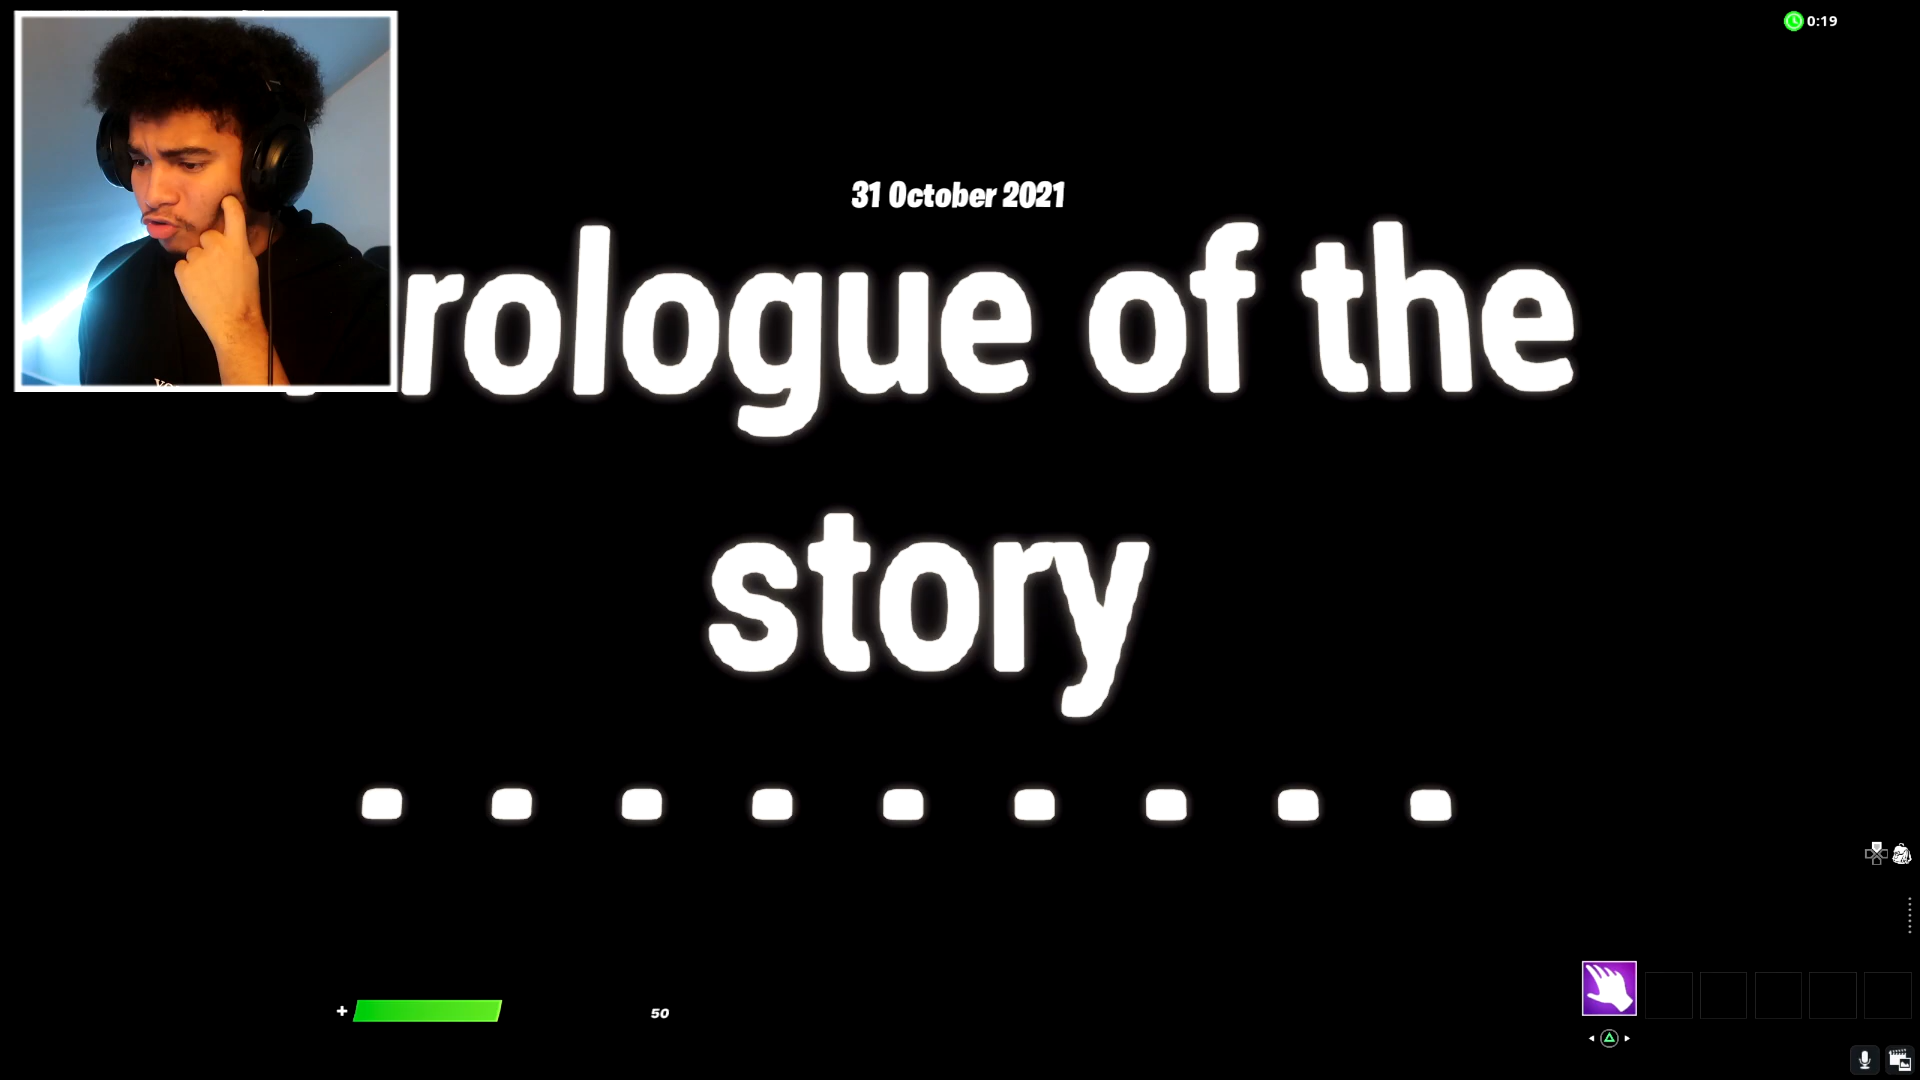 0:19
31 October 2021
rologue of the
story
. . . . . . . . .
50